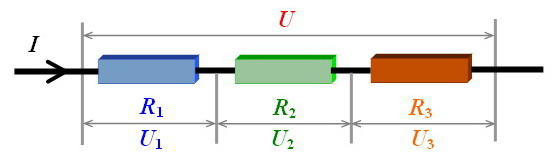 U
I
R₁ R₂ R₃
U₁ U₂ U₃